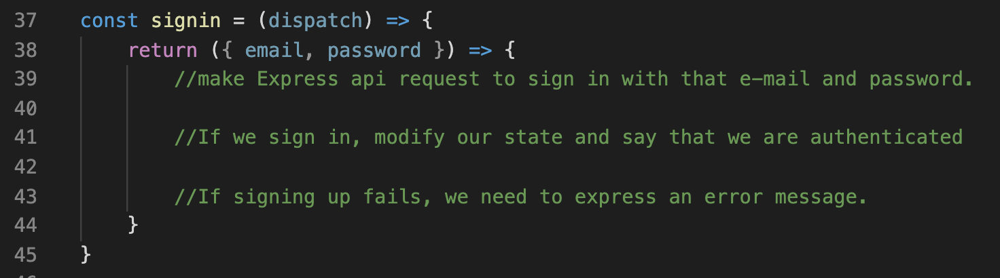 37 const signin = (dispatch) => {
38 return ({ email, password }) => {
39 //make Express api request to sign in with that e-mail and password.
40
41 //If we sign in, modify our state and say that we are authenticated
42
43 //If signing up fails, we need to express an error message.
44 }
45 }